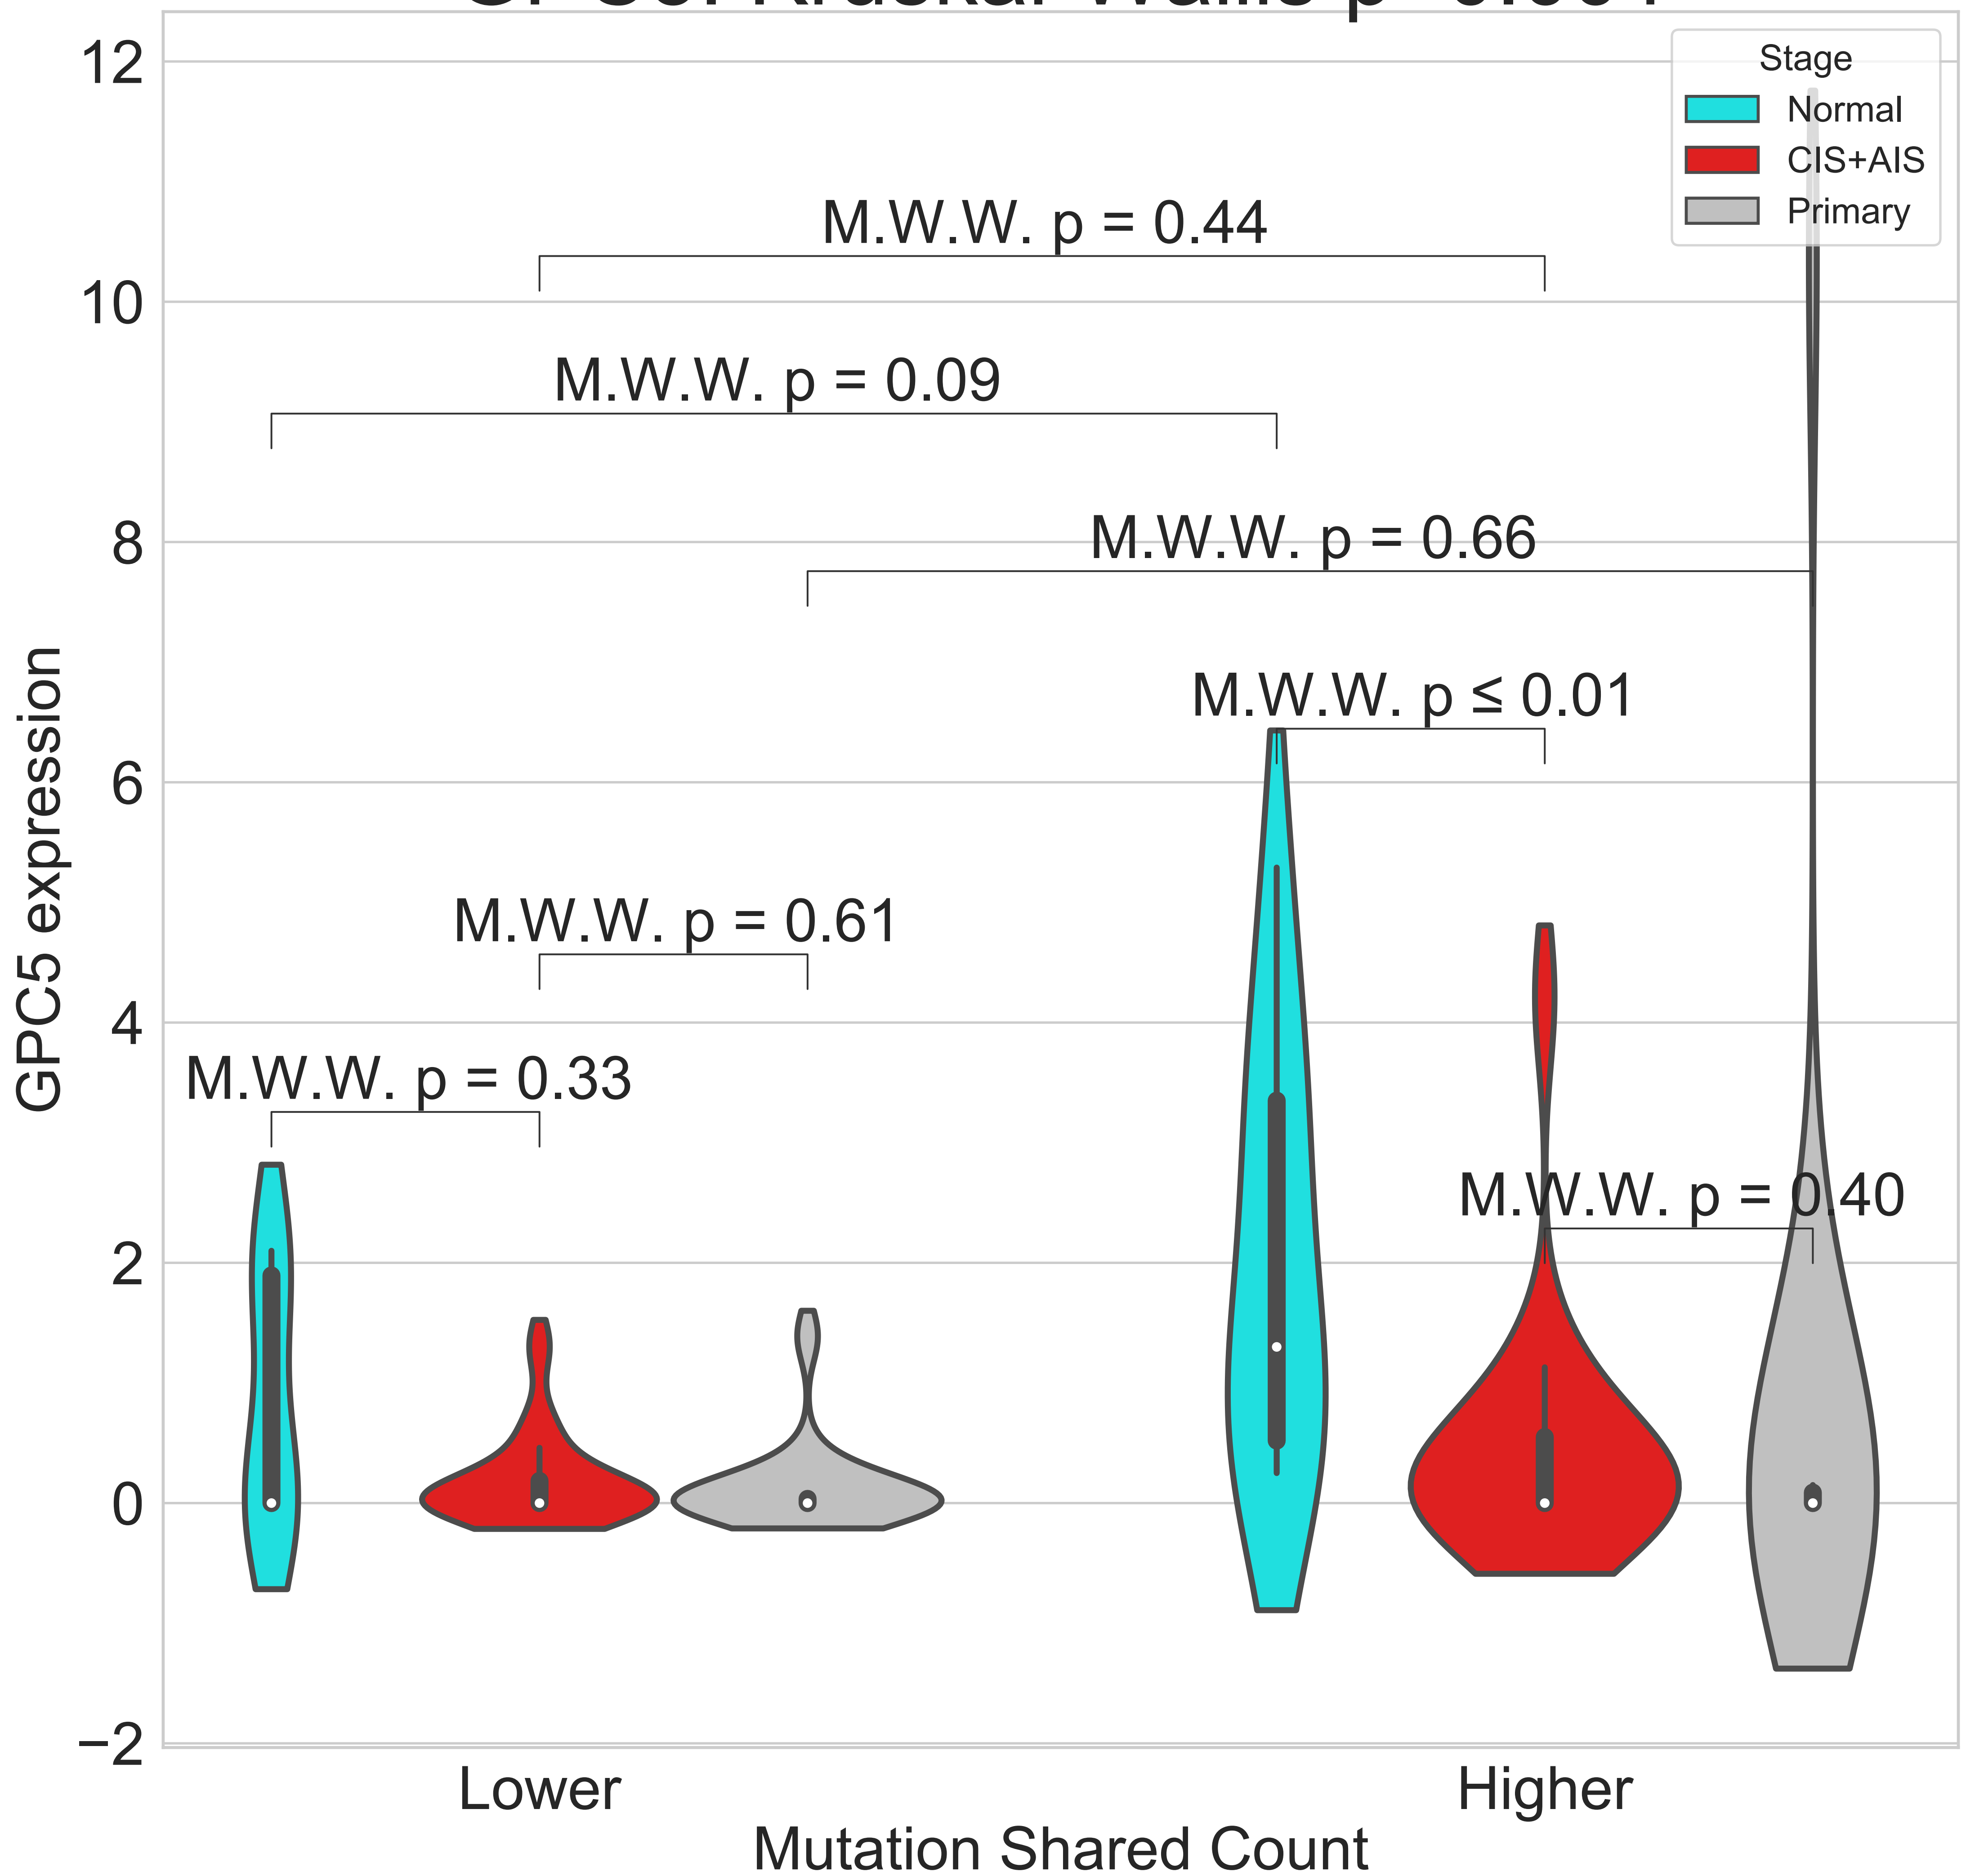 12
10
8
6
4
2
0
−2
GPC5 expression
Stage
Normal
CIS+AIS
Primary
M.W.W. p = 0.44
M.W.W. p = 0.09
M.W.W. p = 0.66
M.W.W. p ≤ 0.01
M.W.W. p = 0.61
M.W.W. p = 0.33
M.W.W. p = 0.40
Lower
Higher
Mutation Shared Count